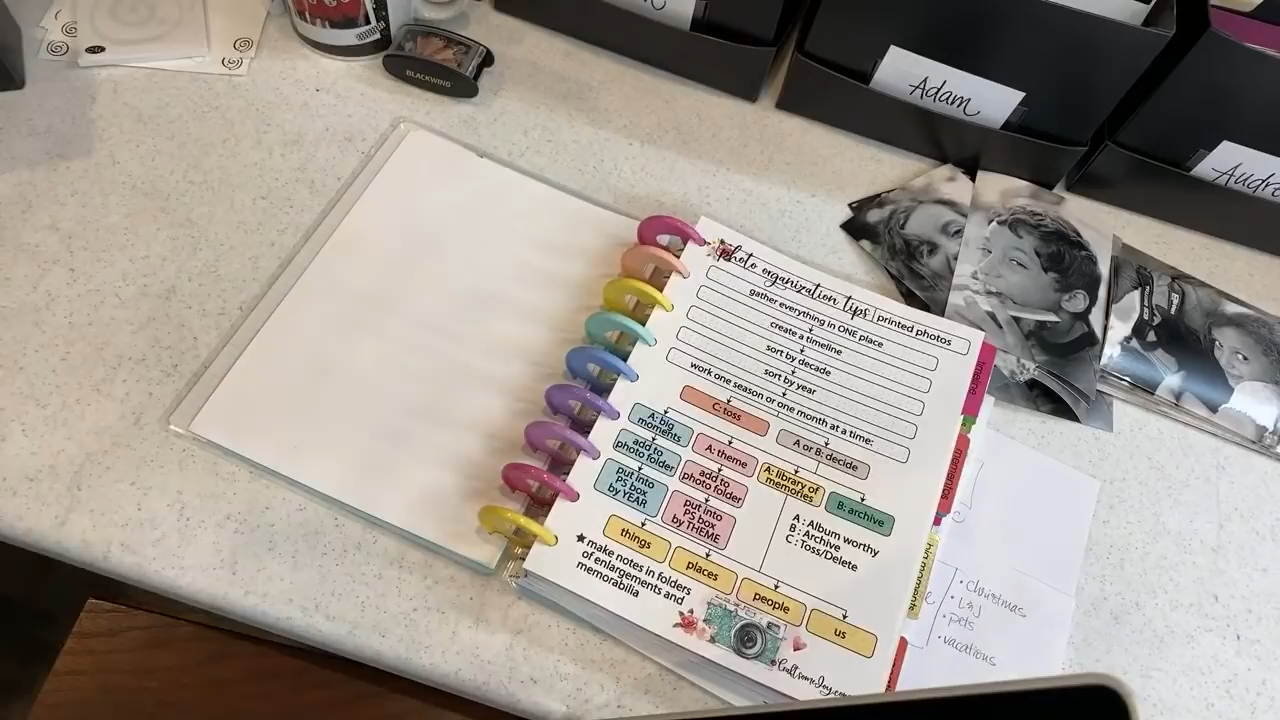 BLACKWING
Adam
photo organization tips | printed photos
gather everything in ONE place
create a timeline
sort by decade
sort by year
work one season or one month at a time:
C: toss
A: big
moments
add to
photo folder
put into
PS box
by YEAR
A: theme
add to
photo folder
put into
PS box
by THEME
A or B: decide
A: library of
memories
B: archive
A : Album worthy
B : Archive
C : Toss/Delete
things
places
people
us
★make notes in folders
of enlargements and
memorabilia
timeline
mementos
• Christmas
• pets
• vacations